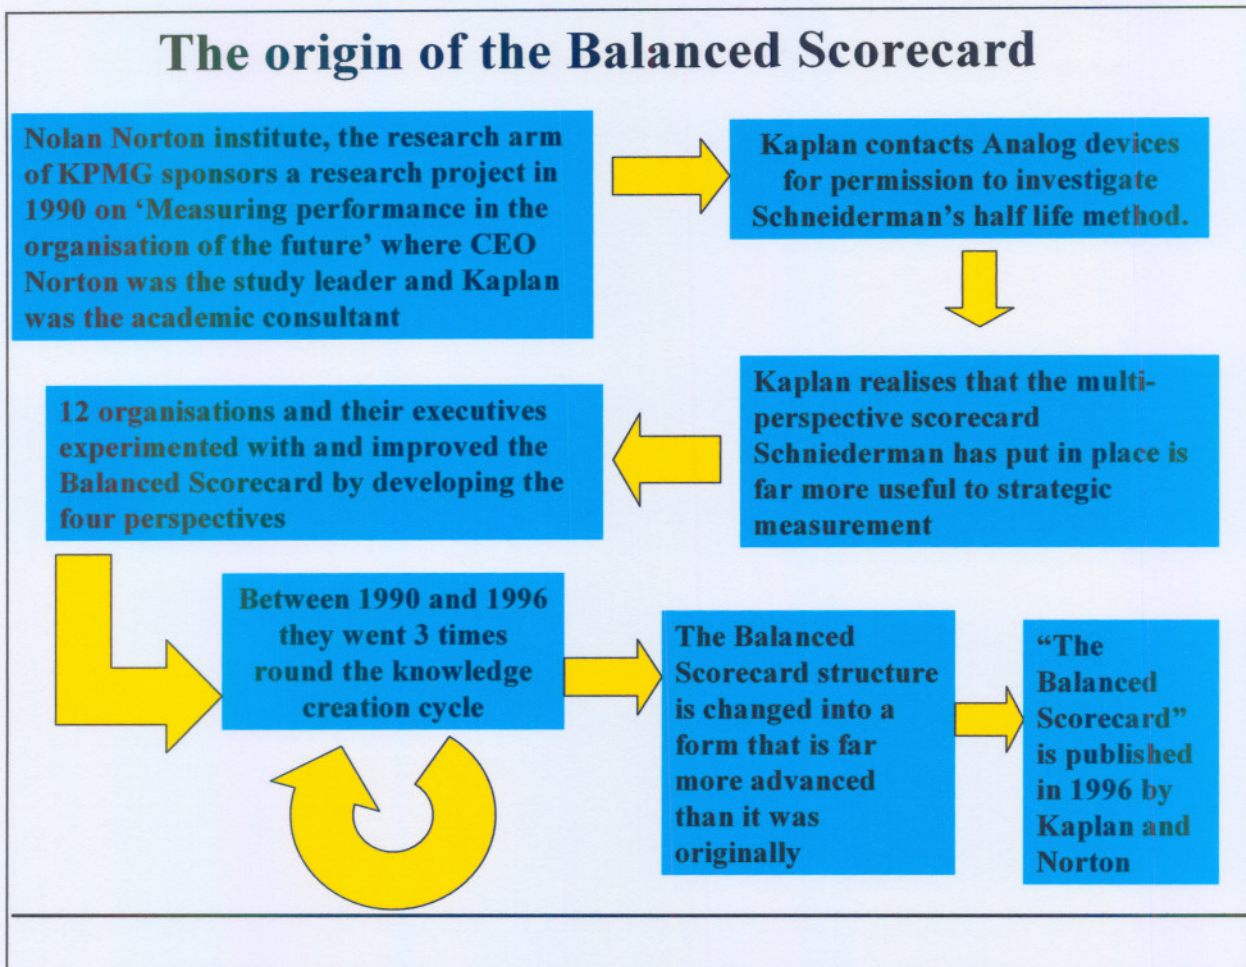 The origin of the Balanced Scorecard
Nolan Norton institute, the research arm
of KPMG sponsors a research project in
1990 on ‘Measuring performance in the
organisation of the future’ where CEO
Norton was the study leader and Kaplan
was the academic consultant
Kaplan contacts Analog devices
for permission to investigate
Schneiderman’s half life method.
Kaplan realises that the multi-
perspective scorecard
Schniederman has put in place is
far more useful to strategic
measurement
12 organisations and their executives
experimented with and improved the
Balanced Scorecard by developing the
four perspectives
Between 1990 and 1996
they went 3 times
round the knowledge
creation cycle
The Balanced
Scorecard structure
is changed into a
form that is far
more advanced
than it was
originally
“The
Balanced
Scorecard”
is published
in 1996 by
Kaplan and
Norton